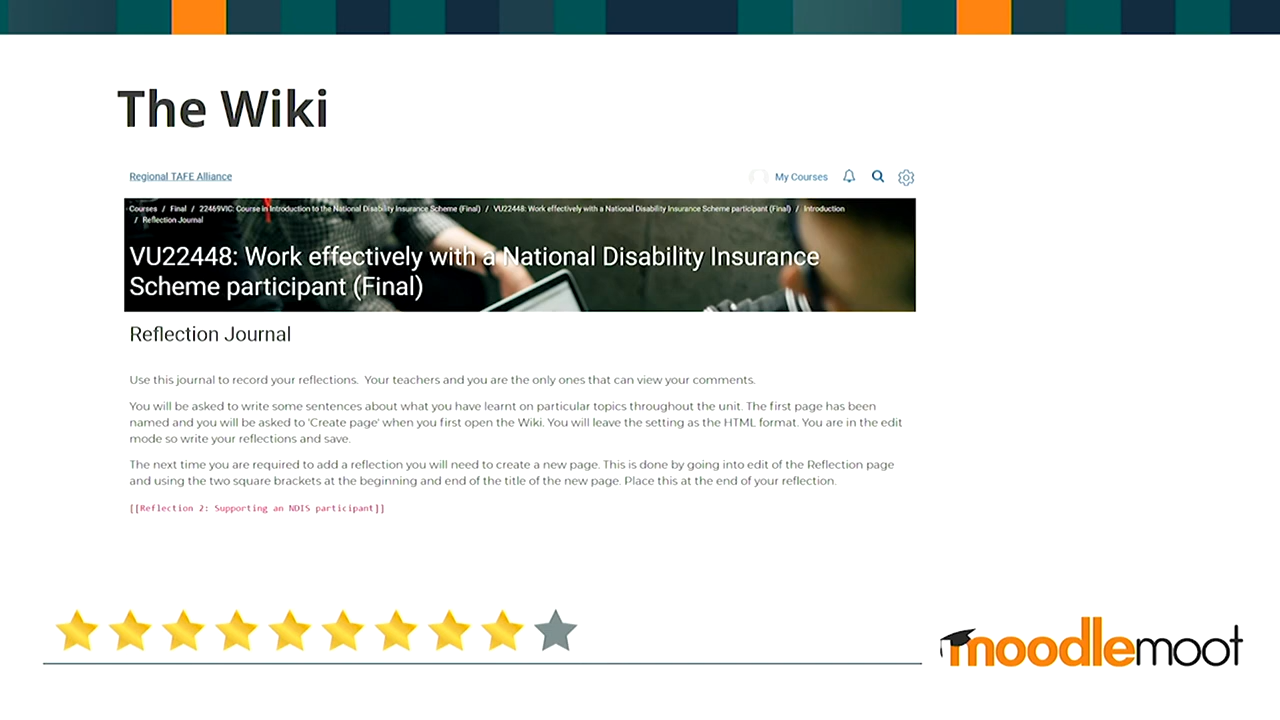 The Wiki
Regional TAFE Alliance
My Courses
Courses / Final / 22469VIC: Course in Introduction to the National Disability Insurance Scheme (Final) / VU22448: Work effectively with a National Disability Insurance Scheme participant (Final) / Introduction
/ Reflection Journal
VU22448: Work effectively with a National Disability Insurance
Scheme participant (Final)
Reflection Journal
Use this journal to record your reflections. Your teachers and you are the only ones that can view your comments.
You will be asked to write some sentences about what you have learnt on particular topics throughout the unit. The first page has been
named and you will be asked to 'Create page' when you first open the Wiki. You will leave the setting as the HTML format. You are in the edit
mode so write your reflections and save.
The next time you are required to add a reflection you will need to create a new page. This is done by going into edit of the Reflection page
and using the two square brackets at the beginning and end of the title of the new page. Place this at the end of your reflection.
[[Reflection 2: Supporting an NDIS participant]]
moodlemoot